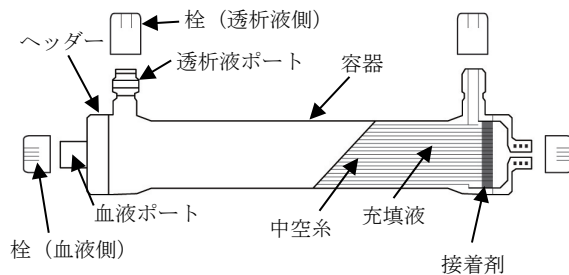 栓（透析液側）
ヘッダー
透析液ポート
容器
血液ポート
中空糸
充填液
栓（血液側）
接着剤